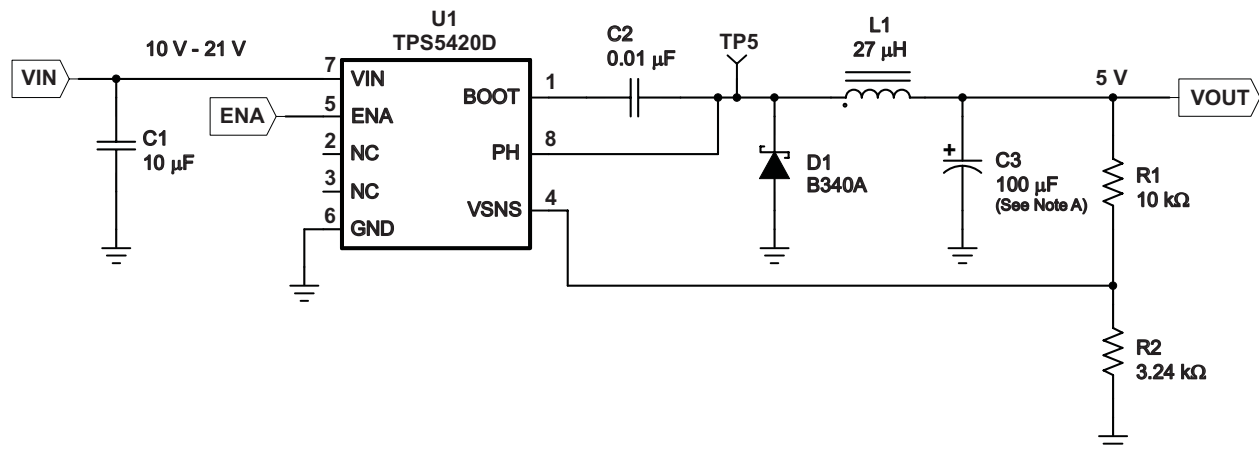 U1
TPS5420D
10 V - 21 V
VIN
ENA
C1
10 μF
7
5
2
3
6
VIN
ENA
NC
NC
GND
BOOT
PH
VSNS
1
8
4
C2
0.01 μF
TP5
L1
27 μH
5 V
VOUT
D1
B340A
+
C3
100 μF
(See Note A)
R1
10 kΩ
R2
3.24 kΩ